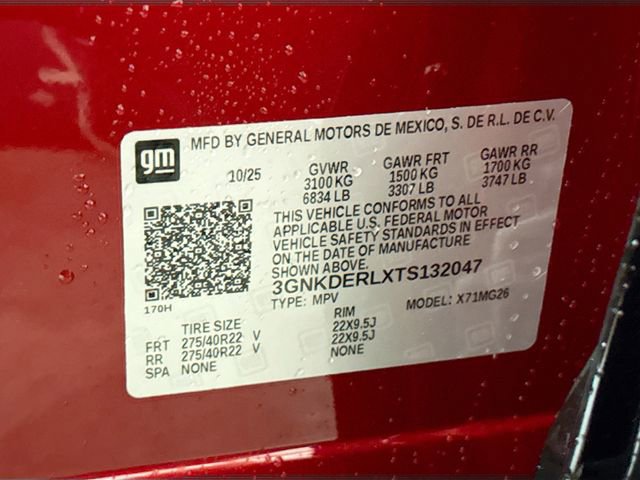 gm
MFD BY GENERAL MOTORS DE MEXICO, S. DE R.L. DE C.V.
10/25 GVWR GAWR FRT GAWR RR
3100 KG 1500 KG 1700 KG
6834 LB 3307 LB 3747 LB
THIS VEHICLE CONFORMS TO ALL
APPLICABLE U.S. FEDERAL MOTOR
VEHICLE SAFETY STANDARDS IN EFFECT
ON THE DATE OF MANUFACTURE
SHOWN ABOVE.
3GNKDERLXTS132047
170H
TYPE: MPV MODEL: X71MG26
TIRE SIZE RIM
FRT 275/40R22 V 22X9.5J
RR 275/40R22 V 22X9.5J
SPA NONE NONE